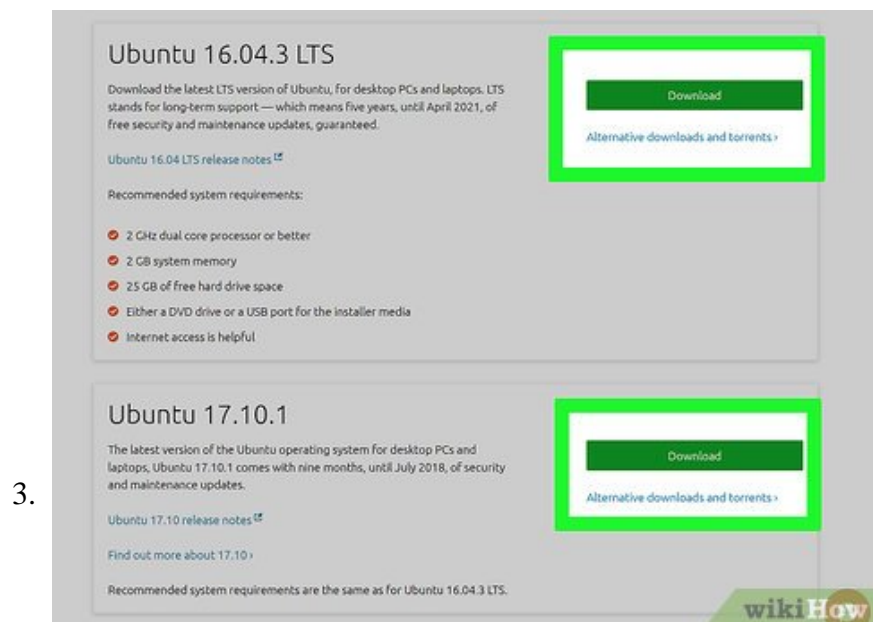 Ubuntu 16.04.3 LTS
Download the latest LTS version of Ubuntu, for desktop PCs and laptops. LTS
stands for long-term support — which means five years, until April 2021, of
free security and maintenance updates, guaranteed.
Ubuntu 16.04 LTS release notes
Recommended system requirements:
2 GHz dual core processor or better
2 GB system memory
25 GB of free hard drive space
Either a DVD drive or a USB port for the installer media
Internet access is helpful
Download
Alternative downloads and torrents ›
Ubuntu 17.10.1
The latest version of the Ubuntu operating system for desktop PCs and
laptops, Ubuntu 17.10.1 comes with nine months, until July 2018, of security
and maintenance updates.
Ubuntu 17.10 release notes
Find out more about 17.10 ›
Recommended system requirements are the same as for Ubuntu 16.04.3 LTS.
Download
Alternative downloads and torrents ›
3.
wikiHow